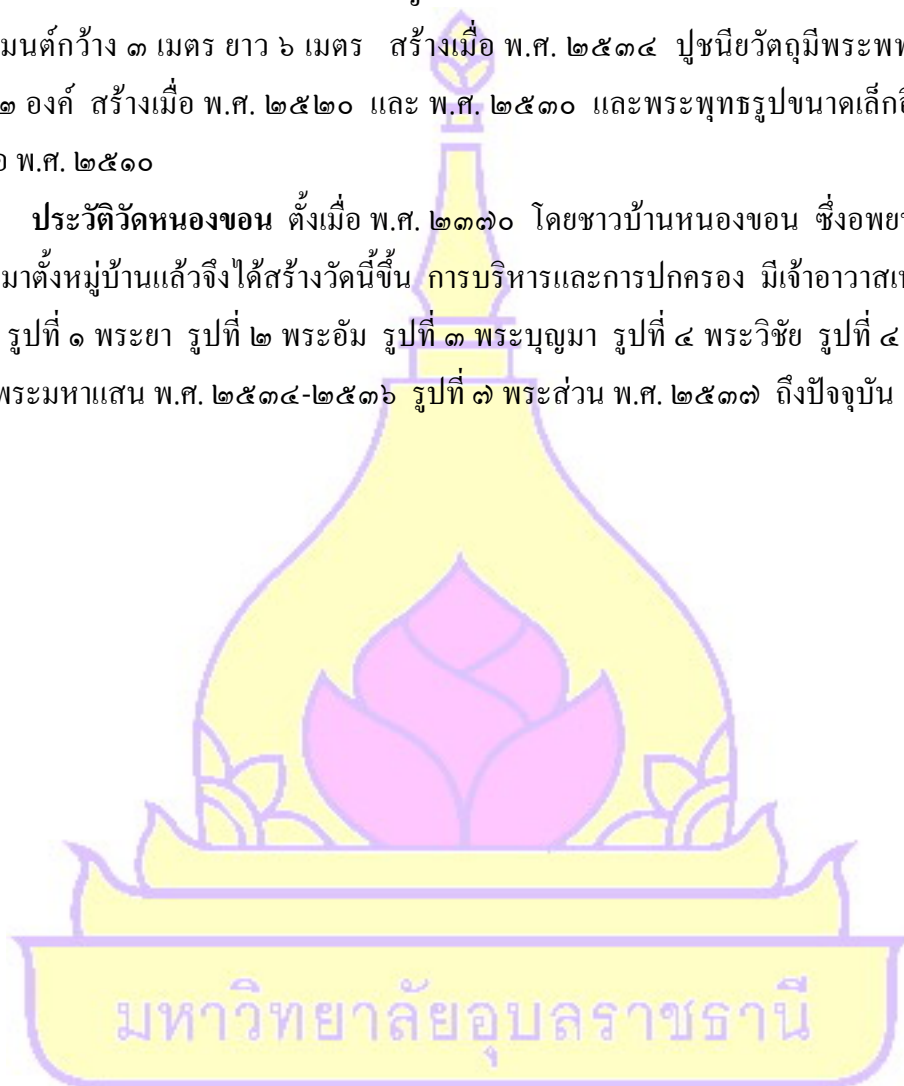 มนต์กว้าง ๓ เมตร ยาว ๖ เมตร สร้างเมื่อ พ.ศ. ๒๕๓๔ ปูชนียวัตถุมีพระพุท
๒ องค์ สร้างเมื่อ พ.ศ. ๒๕๒๐ และ พ.ศ. ๒๕๓๐ และพระพุทธรูปขนาดเล็ก
พ.ศ. ๒๕๑๐
ประวัติวัดหนองขอน ตั้งเมื่อ พ.ศ. ๒๓๗๐ โดยชาวบ้านหนองขอน ซึ่งอพย
มาตั้งหมู่บ้านแล้วจึงได้สร้างวัดนี้ขึ้น การบริหารและการปกครอง มีเจ้าอาวาส
รูปที่ ๑ พระยา รูปที่ ๒ พระอัม รูปที่ ๓ พระบุญมา รูปที่ ๔ พระวิชัย รูปที่ ๔
พระมหาแสน พ.ศ. ๒๕๓๔-๒๕๓๖ รูปที่ ๗ พระส่วน พ.ศ. ๒๕๓๗ ถึงปัจจุบัน
มหาวิทยาลัยอุบลราชธานี